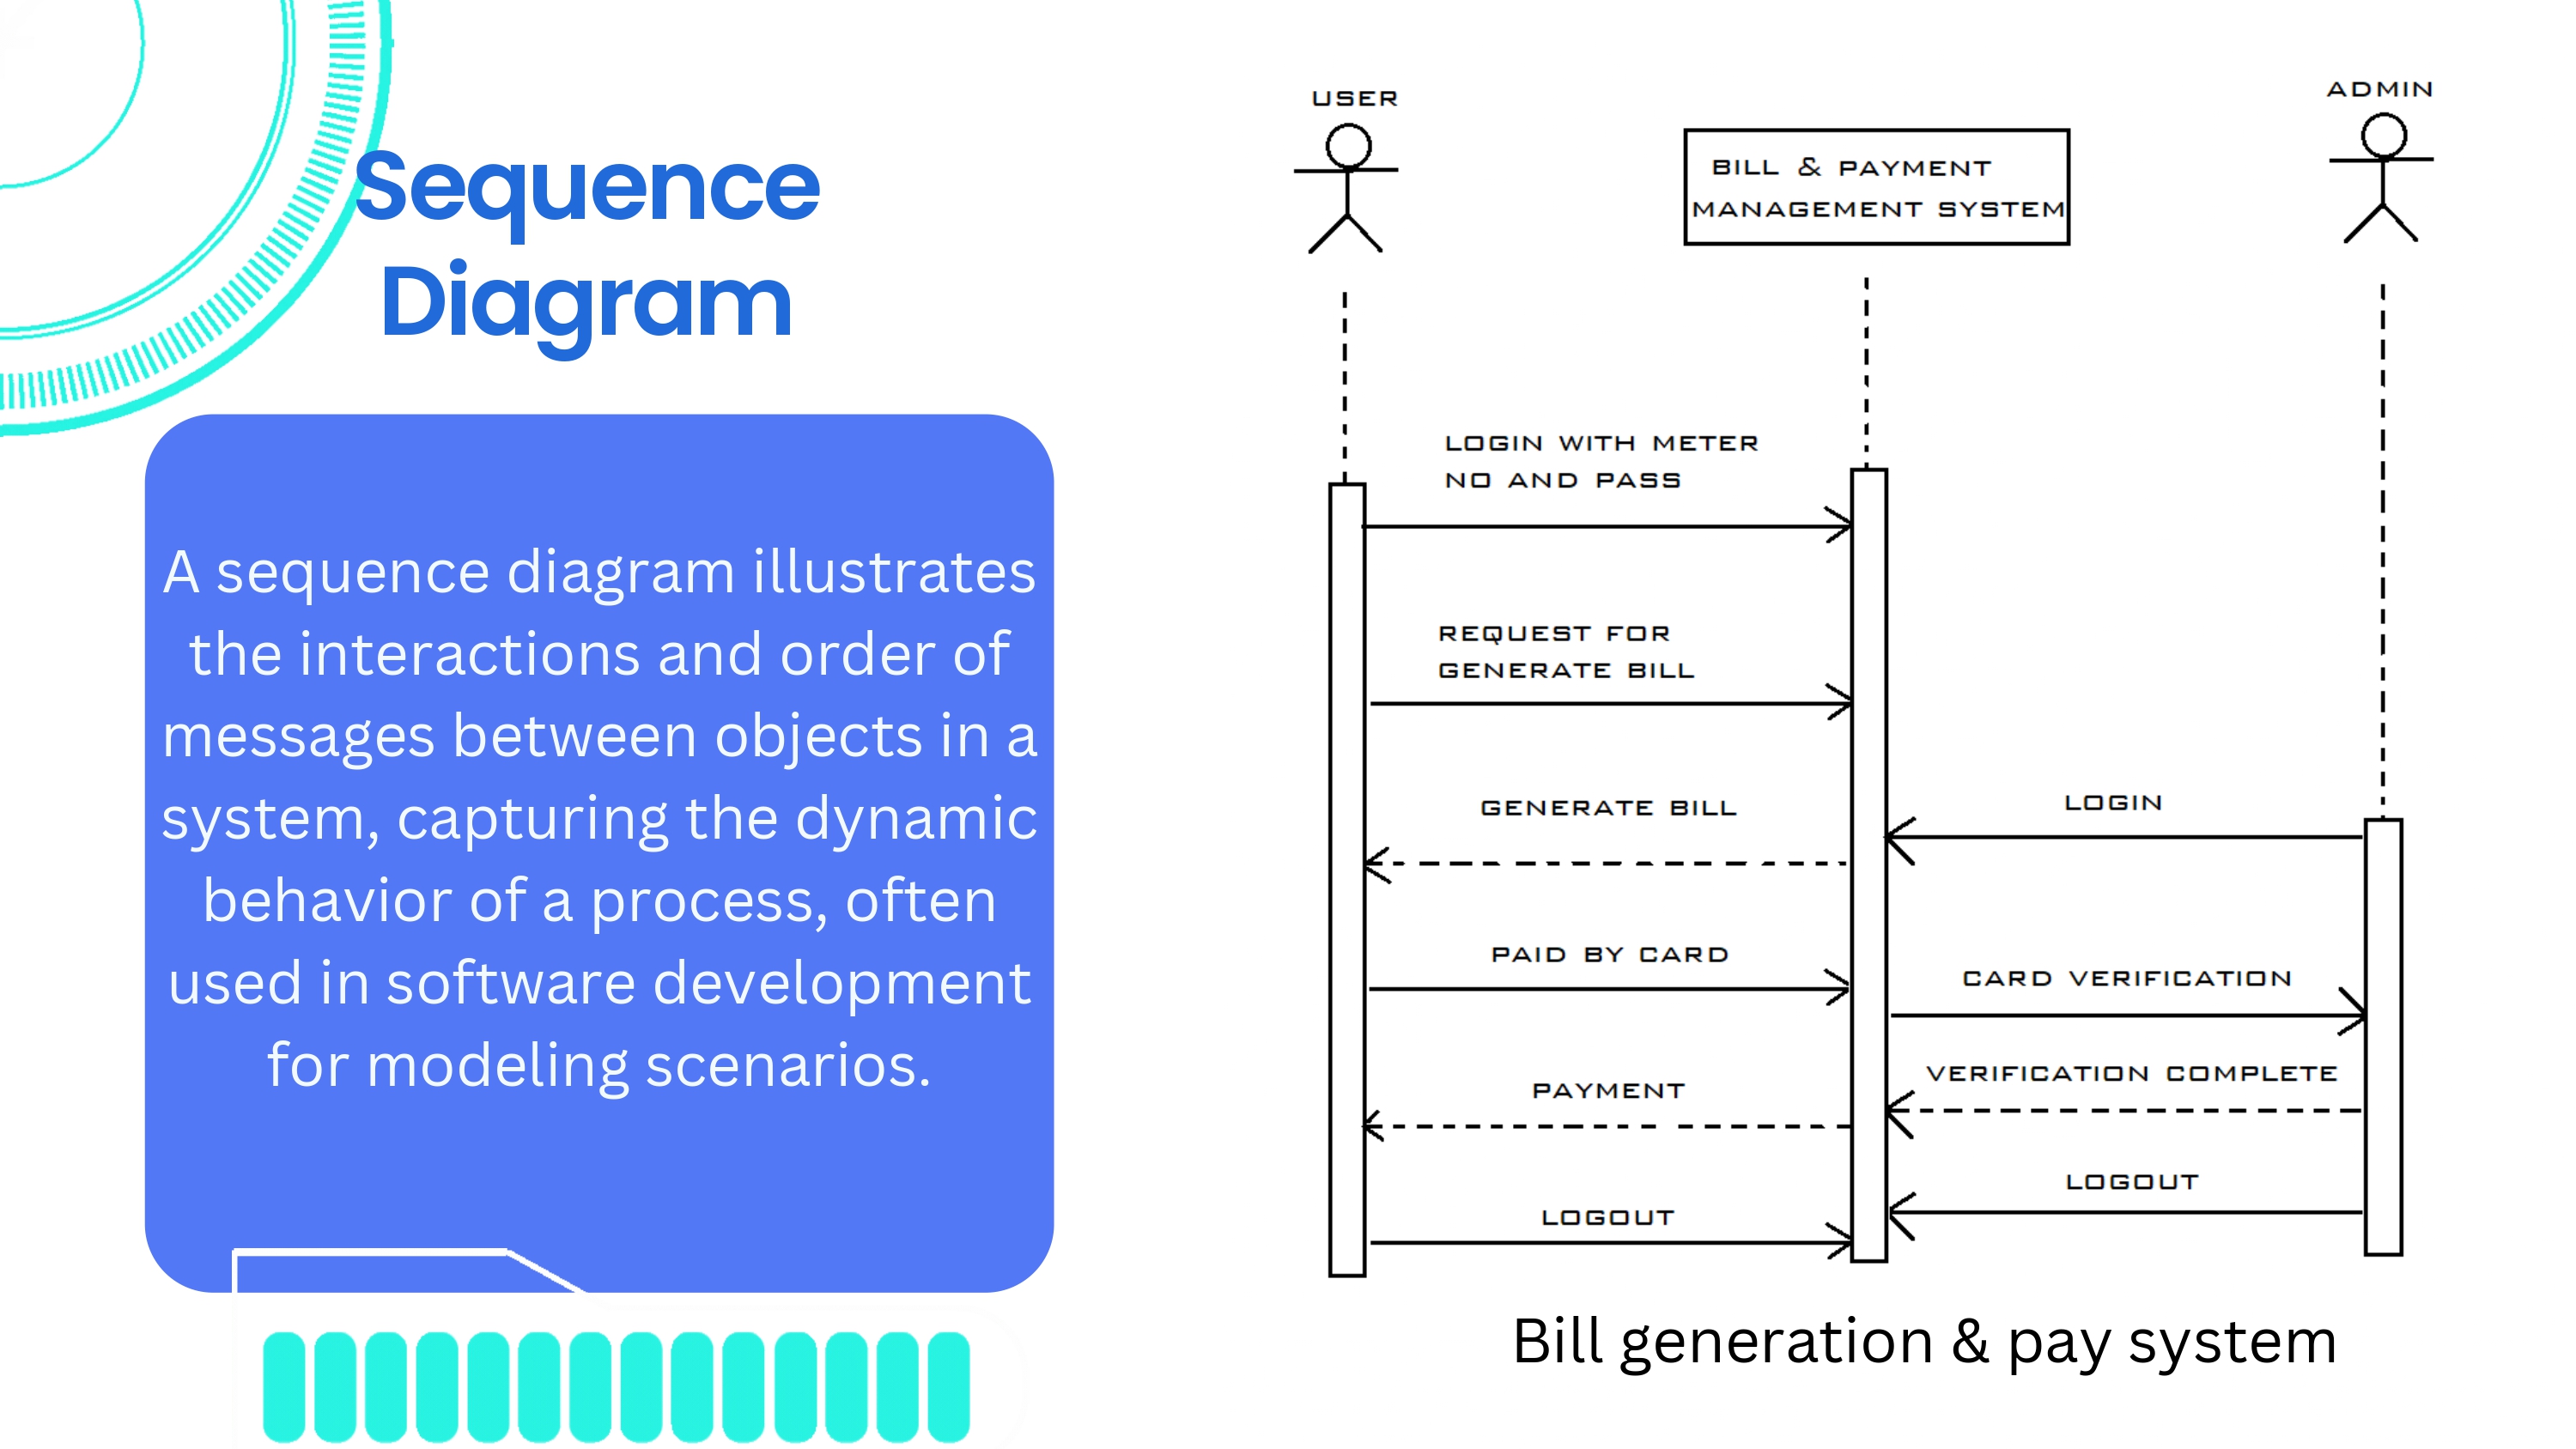 Sequence
Diagram
A sequence diagram illustrates
the interactions and order of
messages between objects in a
system, capturing the dynamic
behavior of a process, often
used in software development
for modeling scenarios.
USER
BILL & PAYMENT
MANAGEMENT SYSTEM
ADMIN
LOGIN WITH METER
NO AND PASS
REQUEST FOR
GENERATE BILL
GENERATE BILL
LOGIN
PAID BY CARD
CARD VERIFICATION
VERIFICATION COMPLETE
PAYMENT
LOGOUT
LOGOUT
Bill generation & pay system